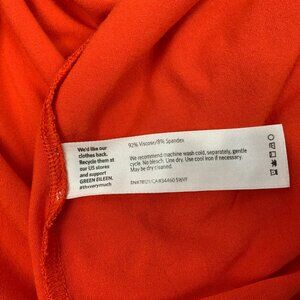 We'd like our
clothes back.
Recycle them at
our US stores
and support
GREEN EILEEN.
#theverymuch
92% Viscose/8% Spandex
We recommend machine wash cold, separately, gentle
cycle. No bleach. Line dry. Use cool iron if necessary.
May be dry cleaned.